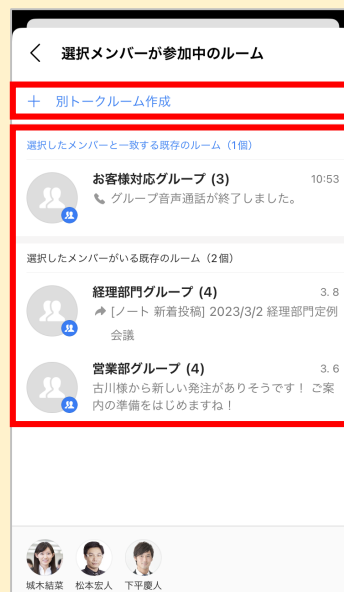 選択メンバーが参加中のルーム
＋ 別トークルーム作成
選択したメンバーと一致する既存のルーム（1個）
お客様対応グループ (3) 10:53
グループ音声通話が終了しました。
選択したメンバーがいる既存のルーム（2個）
経理部門グループ (4) 3. 8
[ノート 新着投稿] 2023/3/2 経理部門定例
会議
営業部グループ (4) 3. 6
古川様から新しい発注がありそうです！ ご案
内の準備をはじめますね！
城木結菜 松本宏人 下平慶人